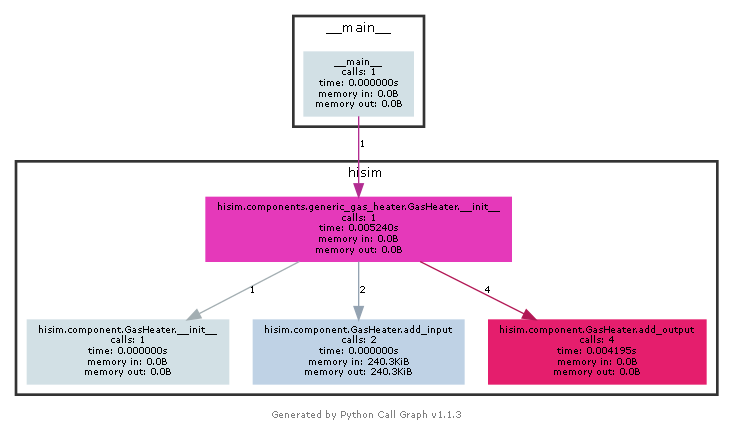 __main__
__main__
calls: 1
time: 0.000000s
memory in: 0.0B
memory out: 0.0B
1
hisim
hisim.components.generic_gas_heater.GasHeater.__init__
calls: 1
time: 0.005240s
memory in: 0.0B
memory out: 0.0B
1
2
4
hisim.component.GasHeater.__init__
calls: 1
time: 0.000000s
memory in: 0.0B
memory out: 0.0B
hisim.component.GasHeater.add_input
calls: 2
time: 0.000000s
memory in: 240.3KiB
memory out: 240.3KiB
hisim.component.GasHeater.add_output
calls: 4
time: 0.004195s
memory in: 0.0B
memory out: 0.0B
Generated by Python Call Graph v1.1.3